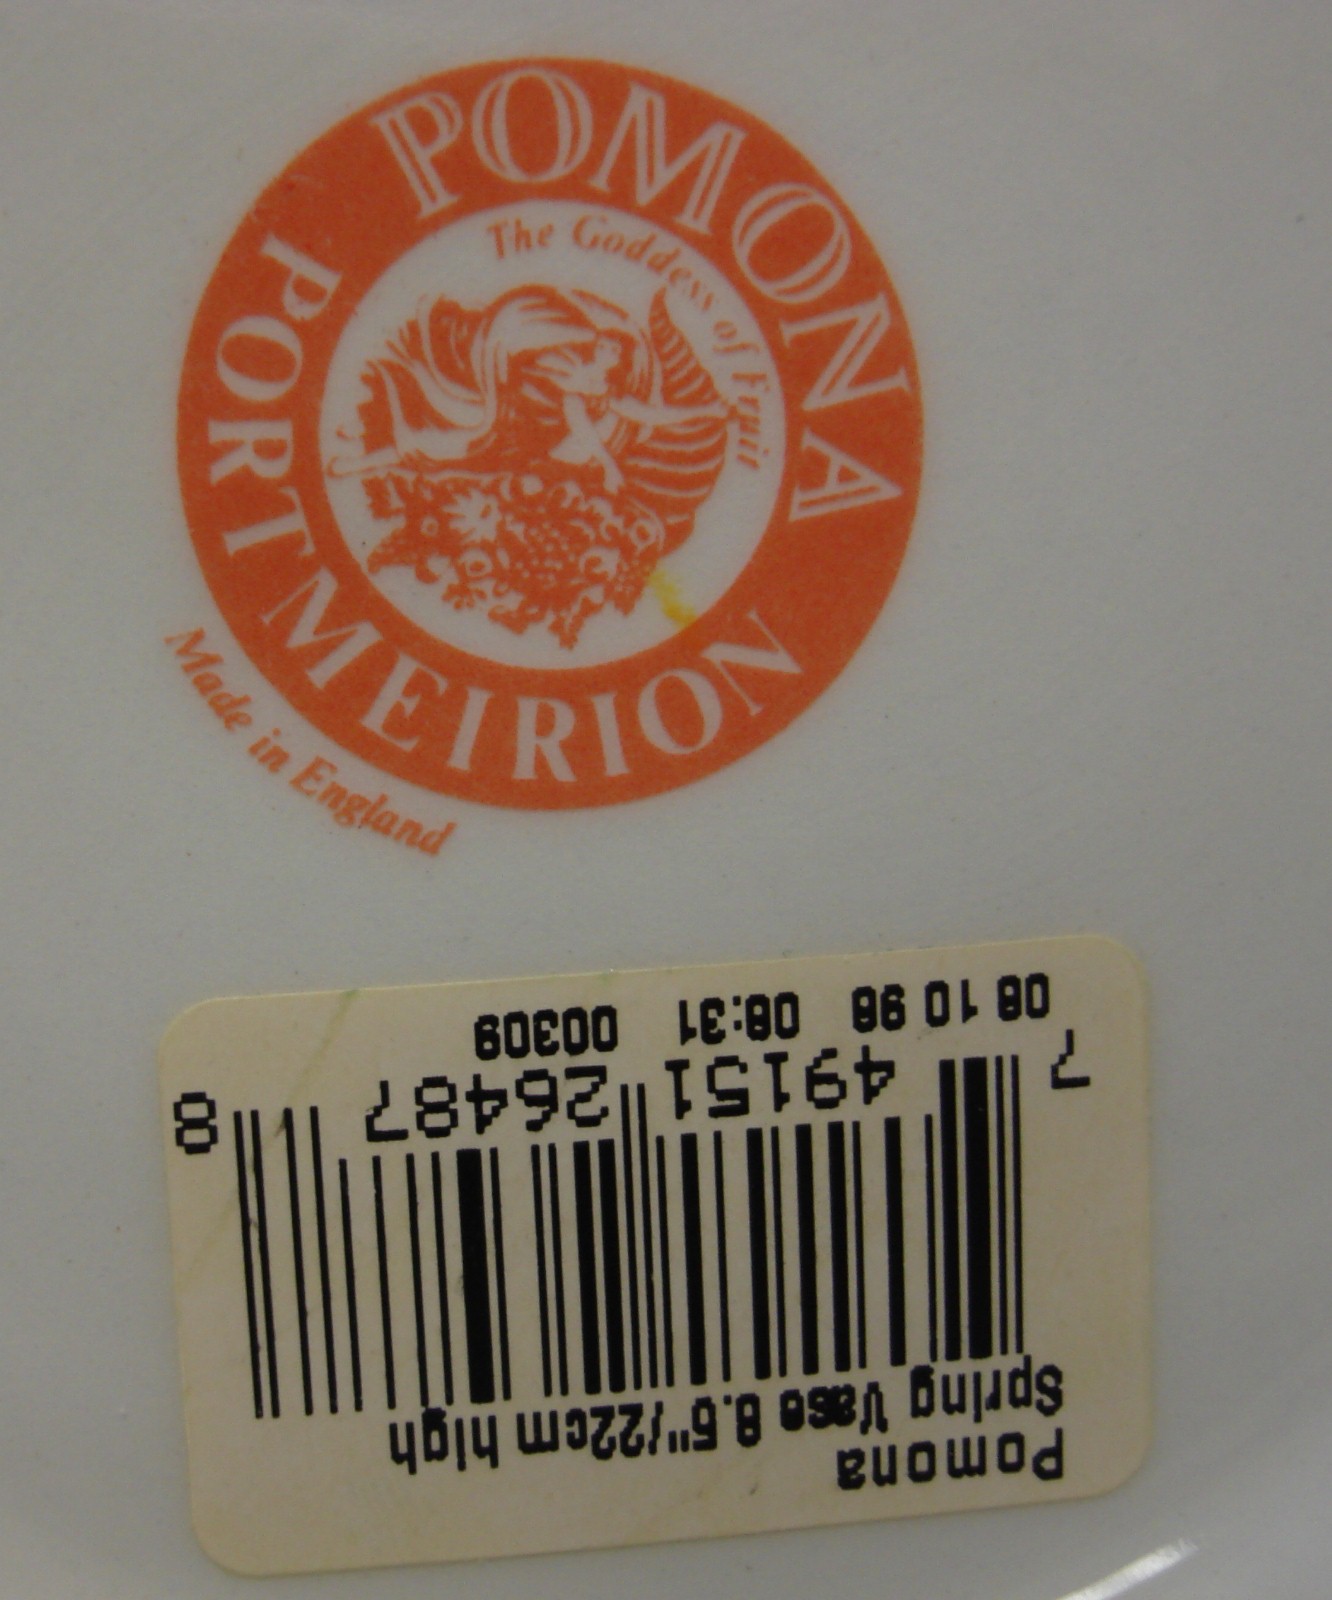 POMONA
The Goddess of Fruit
PORTMEIRION
Made in England
Pomona
Spring Vase 8.5"/22cm high
7 49151 26487 8
08 10 98 08:31 00309